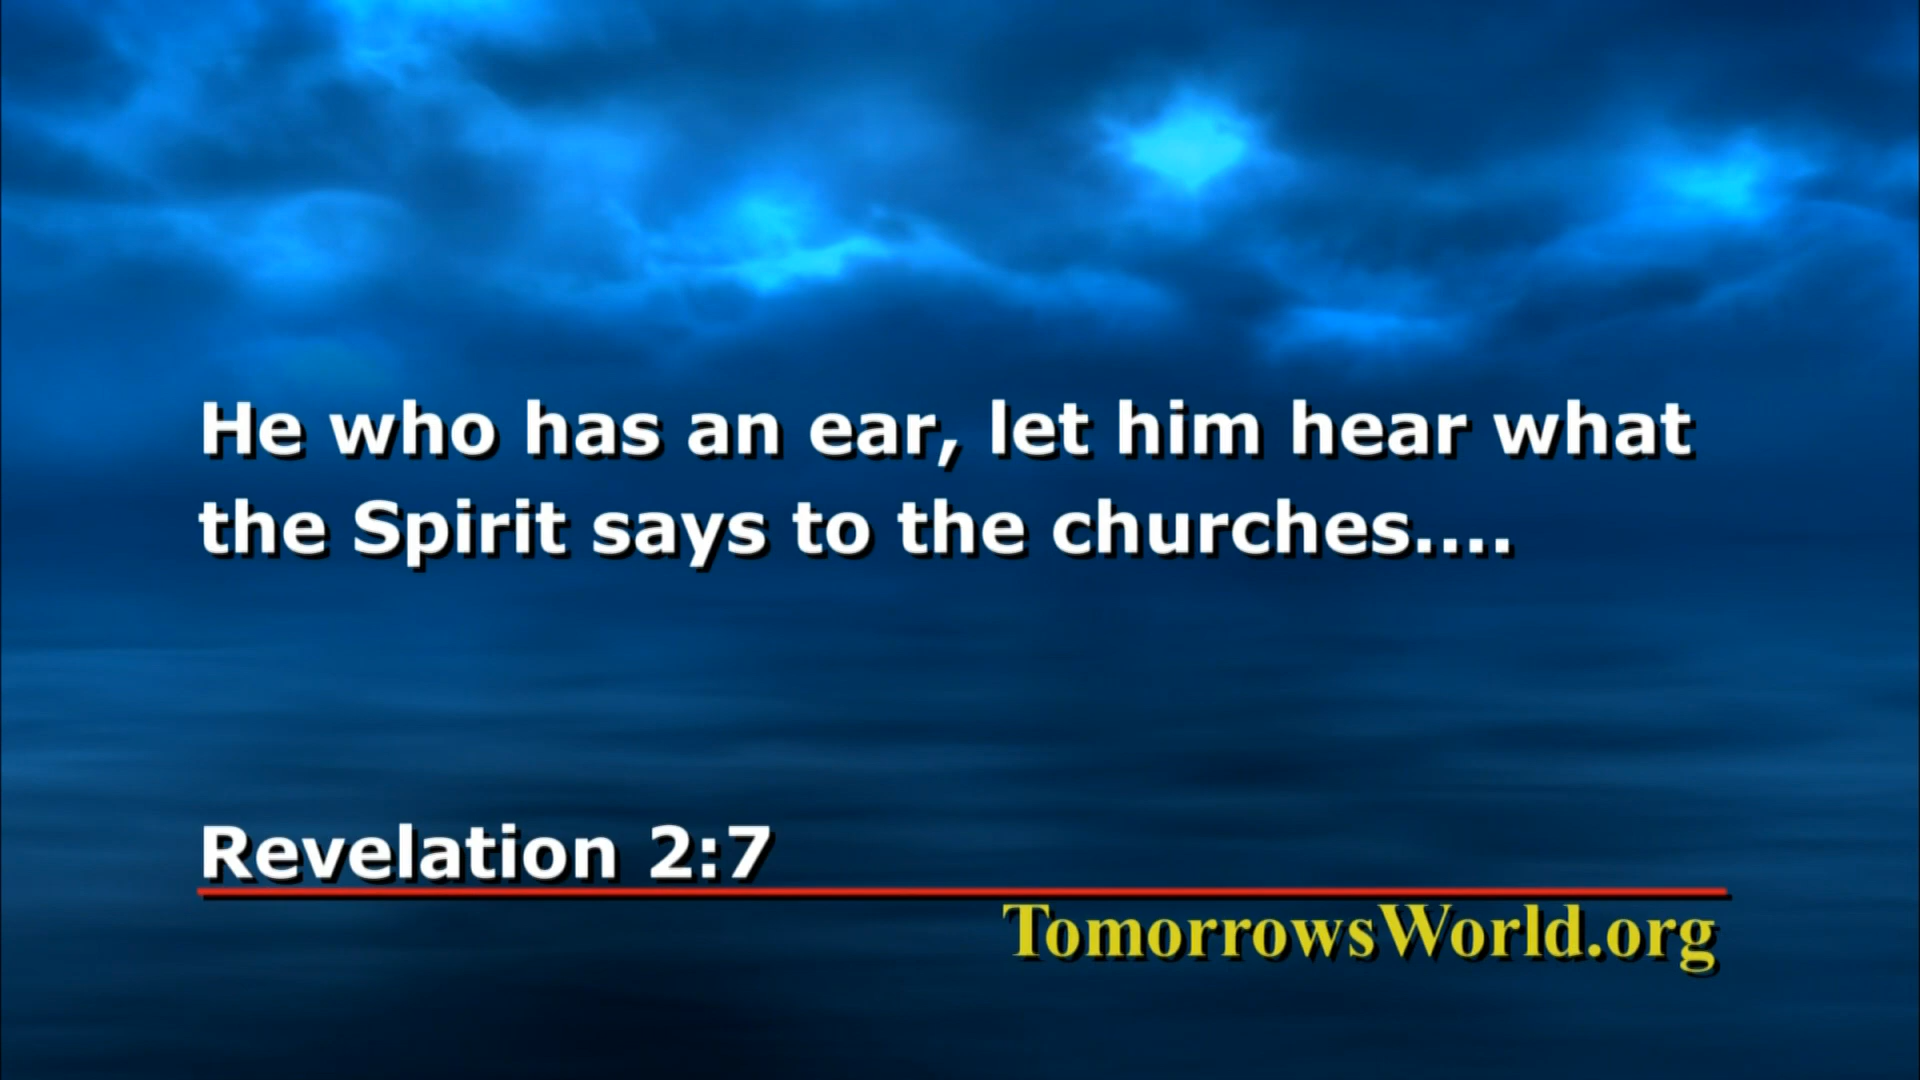 He who has an ear, let him hear what
the Spirit says to the churches....
Revelation 2:7
TomorrowsWorld.org